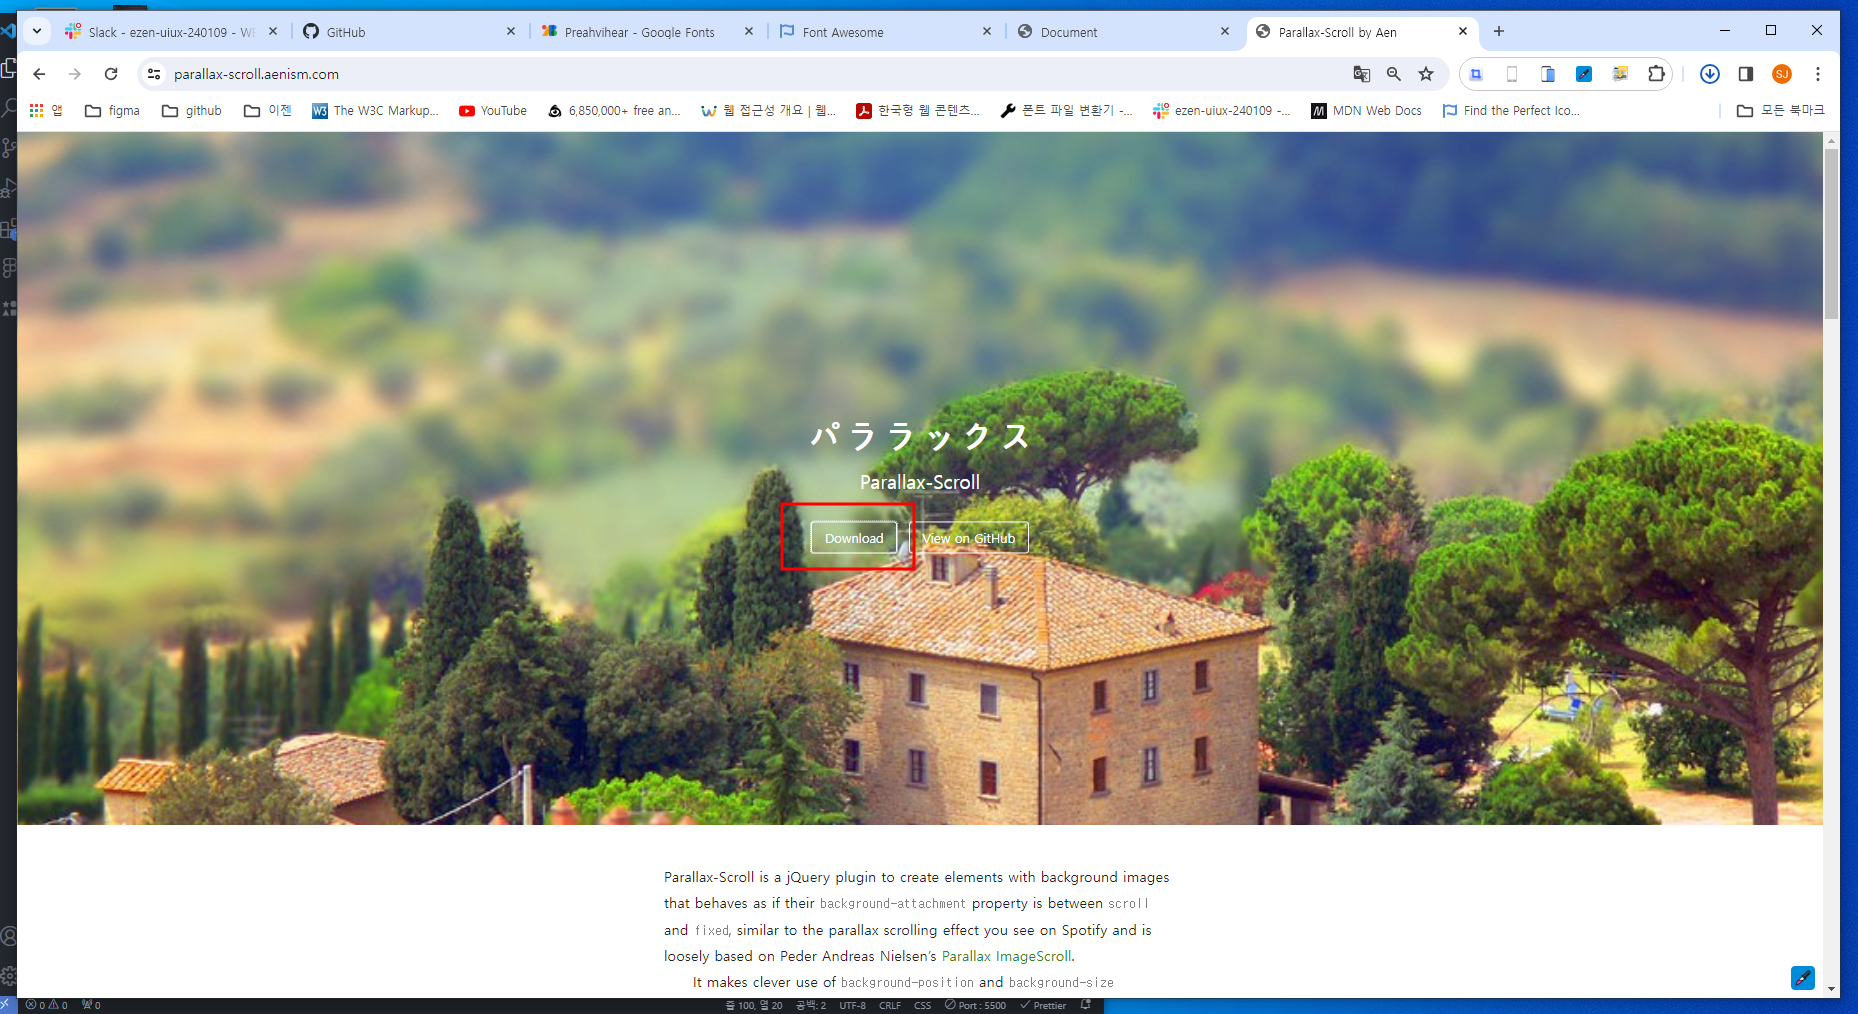 Slack - ezen-uiux-240109 - WE
GitHub
Preahvihear - Google Fonts
Font Awesome
Document
Parallax-Scroll by Aen
parallax-scroll.aenism.com
SJ
앱
figma
github
이젠
The W3C Markup...
YouTube
6,850,000+ free an...
웹 접근성 개요 | 웹...
한국형 웹 콘텐츠...
폰트 파일 변환기 -...
ezen-uiux-240109 -...
MDN Web Docs
Find the Perfect Ico...
모든 북마크
パララックス
Parallax-Scroll
Download
View on GitHub
Parallax-Scroll is a jQuery plugin to create elements with background images
that behaves as if their background-attachment property is between scroll
and fixed, similar to the parallax scrolling effect you see on Spotify and is
loosely based on Peder Andreas Nielsen's Parallax ImageScroll.
It makes clever use of background-position and background-size
0 0 0
줄 100, 열 20 공백: 2 UTF-8 CRLF CSS Port : 5500 Prettier